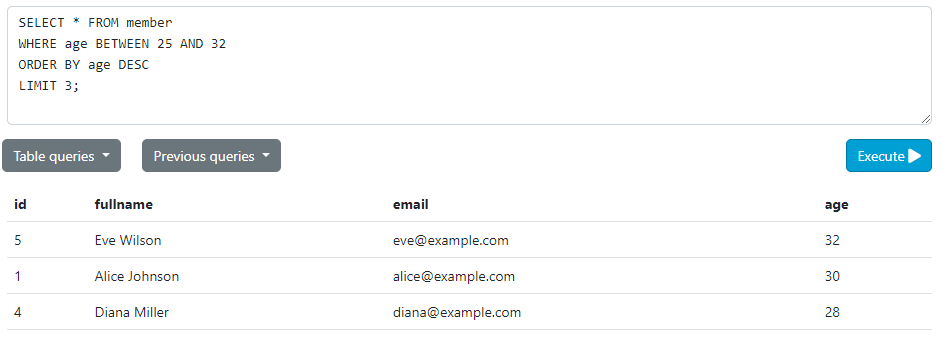 SELECT * FROM member
WHERE age BETWEEN 25 AND 32
ORDER BY age DESC
LIMIT 3;
Table queries Previous queries Execute
id fullname email age
5 Eve Wilson eve@example.com 32
1 Alice Johnson alice@example.com 30
4 Diana Miller diana@example.com 28